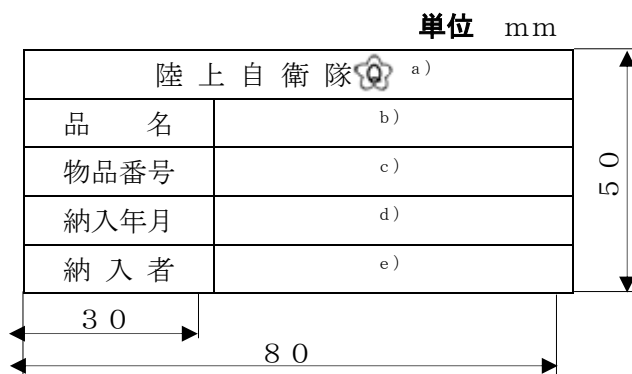 単位　ｍｍ
陸 上 自 衛 隊 Q a)
品　　名 b)
物品番号 c)
納入年月 d)
納 入 者 e)
５０
３０
８０